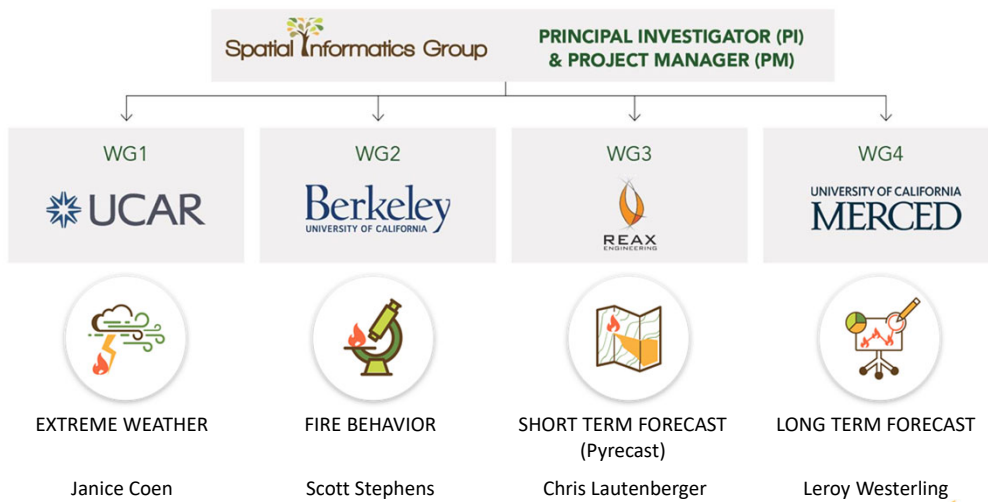 Spatial Informatics Group
PRINCIPAL INVESTIGATOR (PI)
& PROJECT MANAGER (PM)
WG1
UCAR
WG2
Berkeley
UNIVERSITY OF CALIFORNIA
WG3
REAX
ENGINEERING
WG4
UNIVERSITY OF CALIFORNIA
MERCED
EXTREME WEATHER
FIRE BEHAVIOR
SHORT TERM FORECAST
(Pyrecast)
LONG TERM FORECAST
Janice Coen
Scott Stephens
Chris Lautenberger
Leroy Westerling